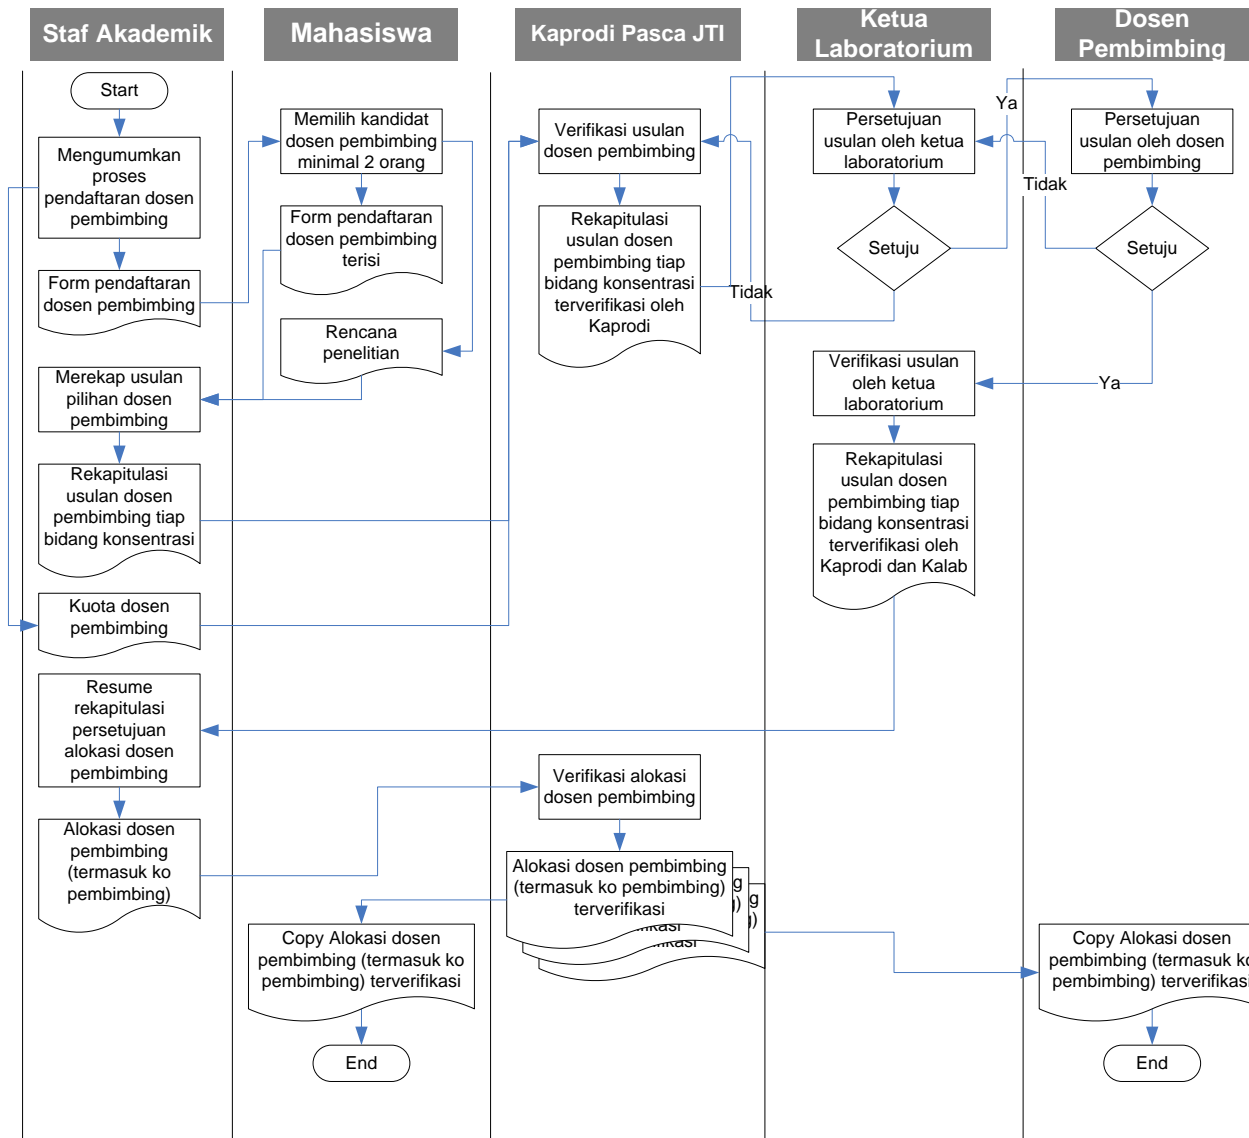 Staf Akademik
Mahasiswa
Kaprodi Pasca JTI
Ketua
Laboratorium
Dosen
Pembimbing
Start
Mengumumkan
proses
pendaftaran dosen
pembimbing
Form pendaftaran
dosen pembimbing
Merekap usulan
pilihan dosen
pembimbing
Rekapitulasi
usulan dosen
pembimbing tiap
bidang konsentrasi
Kuota dosen
pembimbing
Resume
rekapitulasi
persetujuan
alokasi dosen
pembimbing
Alokasi dosen
pembimbing
(termasuk ko
pembimbing)
Memilih kandidat
dosen pembimbing
minimal 2 orang
Form pendaftaran
dosen pembimbing
terisi
Rencana
penelitian
Copy Alokasi dosen
pembimbing (termasuk ko
pembimbing) terverifikasi
End
Verifikasi usulan
dosen pembimbing
Rekapitulasi
usulan dosen
pembimbing tiap
bidang konsentrasi
terverifikasi oleh
Kaprodi
Tidak
Verifikasi alokasi
dosen pembimbing
Alokasi dosen pembimbing
(termasuk ko pembimbing)
terverifikasi
Persetujuan
usulan oleh ketua
laboratorium
Setuju
Ya
Verifikasi usulan
oleh ketua
laboratorium
Rekapitulasi
usulan dosen
pembimbing tiap
bidang konsentrasi
terverifikasi oleh
Kaprodi dan Kalab
Persetujuan
usulan oleh dosen
pembimbing
Tidak
Setuju
Ya
Copy Alokasi dosen
pembimbing (termasuk ko
pembimbing) terverifikasi
End